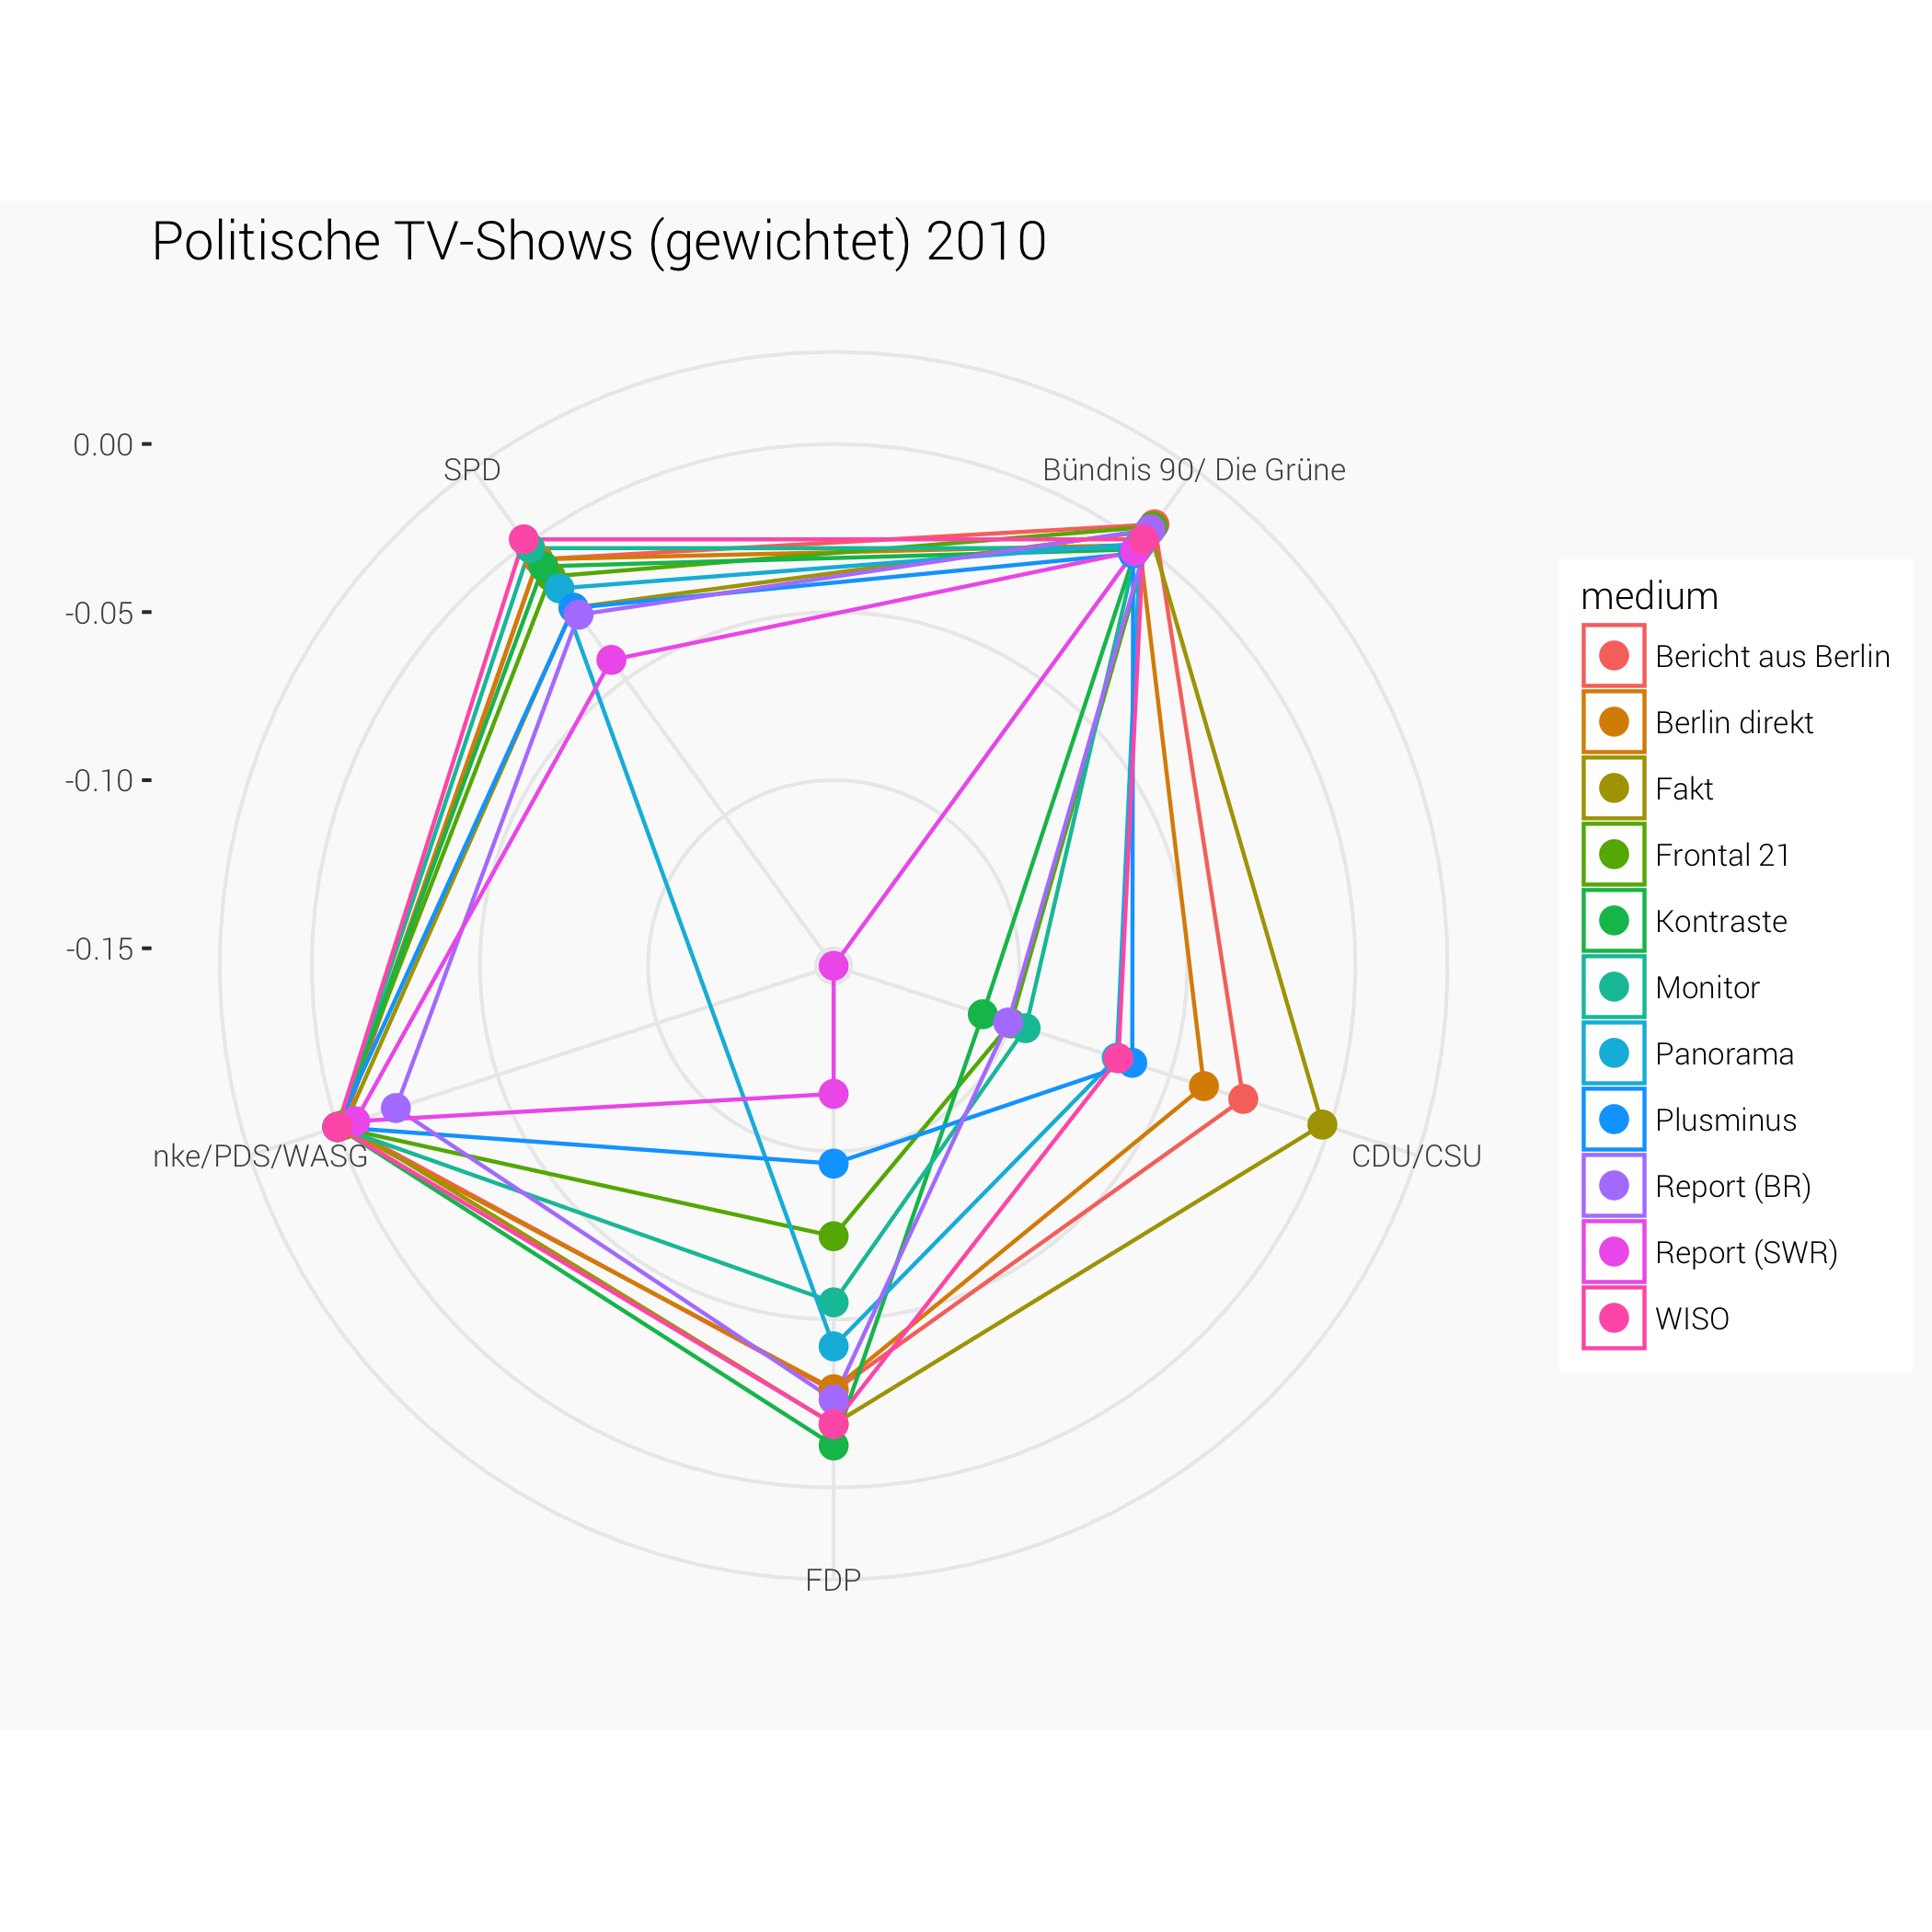 Politische TV-Shows (gewichtet) 2010
0.00
-0.05
-0.10
-0.15
SPD
Bündnis 90/ Die Grüne
nke/PDS/WASG
CDU/CSU
FDP
medium
Bericht aus Berlin
Berlin direkt
Fakt
Frontal 21
Kontraste
Monitor
Panorama
Plusminus
Report (BR)
Report (SWR)
WISO